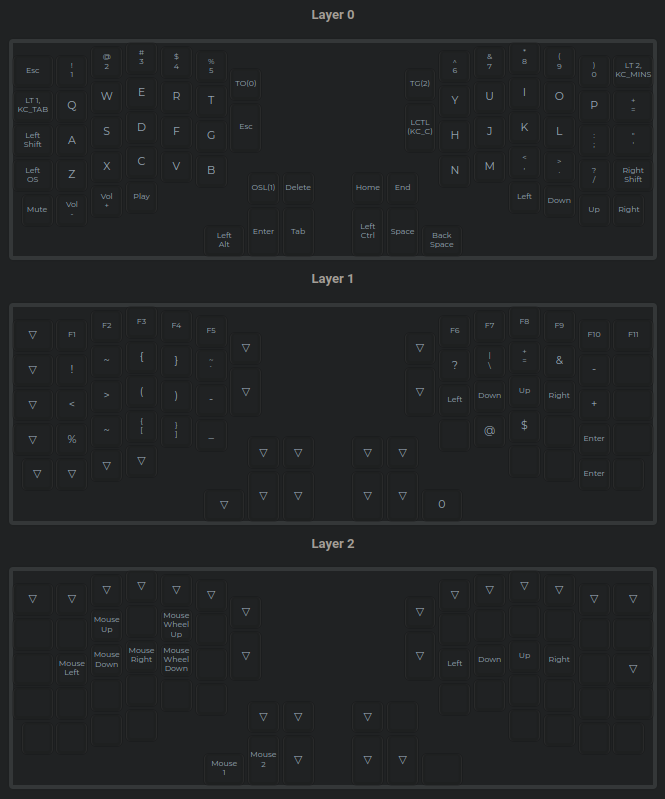 Layer 0
Esc
!
1
@
2
#
3
$
4
%
5
TO(0)
TG(2)
^
6
&
7
*
8
(
9
)
0
LT 2,
KC_MINS
LT 1,
KC_TAB
Q
W
E
R
T
Y
U
I
O
P
+
=
Left
Shift
A
S
D
F
G
Esc
LCTL
(KC_C)
H
J
K
L
:
;
"
'
Left
OS
Z
X
C
V
B
N
M
<
,
>
.
?
/
Right
Shift
Mute
Vol
-
Vol
+
Play
OSL(1)
Delete
Home
End
Left
Down
Up
Right
Left
Alt
Enter
Tab
Left
Ctrl
Space
Back
Space
Layer 1
▽
F1
F2
F3
F4
F5
▽
▽
F6
F7
F8
F9
F10
F11
▽
!
~
{
}
~
`
?
|
\
+
=
&
-
▽
<
>
(
)
-
▽
▽
Left
Down
Up
Right
+
▽
%
~
{
[
}
]
_
@
$
Enter
▽
▽
▽
▽
▽
▽
▽
▽
Enter
▽
▽
▽
▽
▽
0
Layer 2
▽
▽
▽
▽
▽
▽
▽
▽
▽
▽
▽
▽
▽
▽
Mouse
Up
Mouse
Wheel
Up
Mouse
Left
Mouse
Down
Mouse
Right
Mouse
Wheel
Down
▽
▽
Left
Down
Up
Right
▽
▽
▽
▽
Mouse
1
Mouse
2
▽
▽
▽